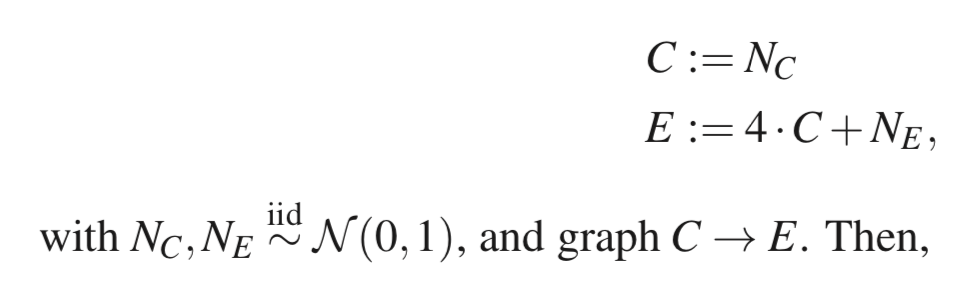 C := N_C
E := 4 · C + N_E,
with N_C, N_E iid ∼ 𝒩(0, 1), and graph C → E. Then,